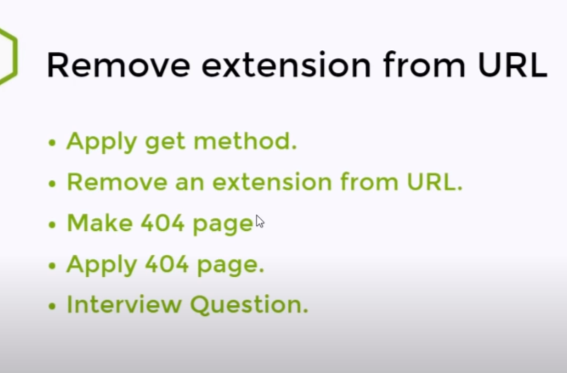 Remove extension from URL
• Apply get method.
• Remove an extension from URL.
• Make 404 page
• Apply 404 page.
• Interview Question.